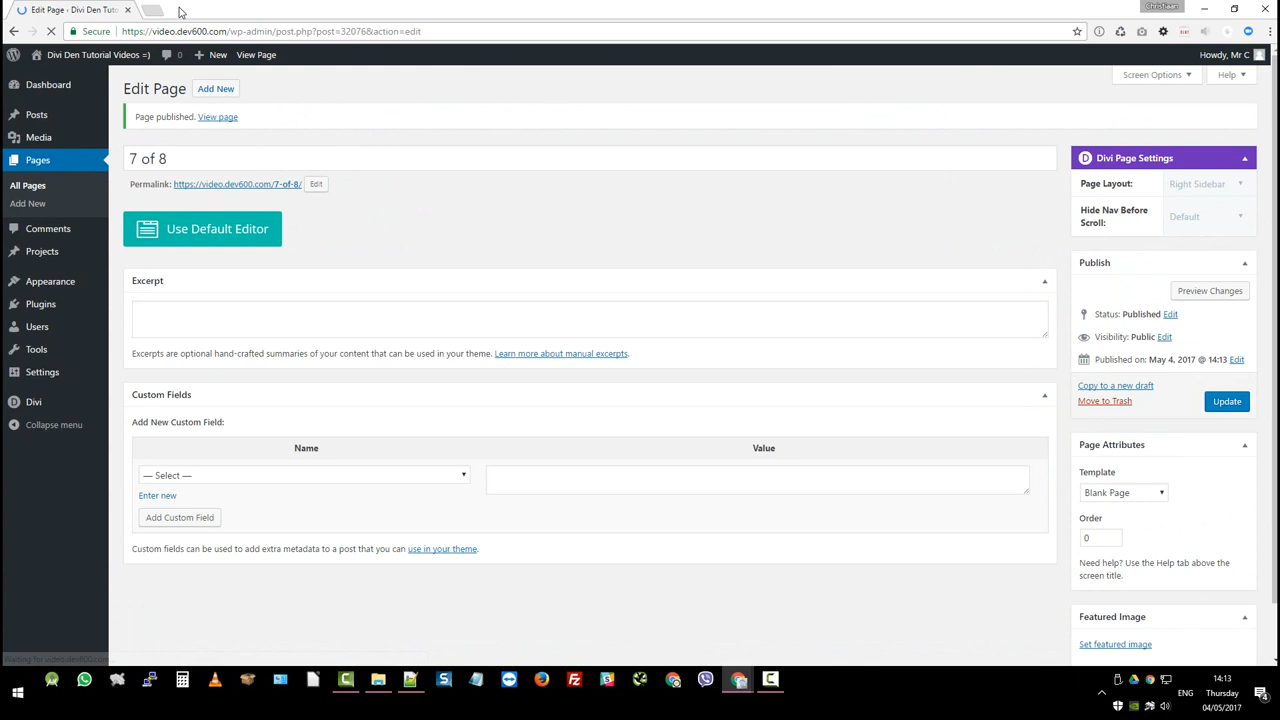 Edit Page ‹ Divi Den Tuto
Christiaan
Secure
https://video.dev600.com/wp-admin/post.php?post=32076&action=edit
Divi Den Tutorial Videos =)
0
New
View Page
Howdy, Mr C
Dashboard
Posts
Media
Pages
All Pages
Add New
Comments
Projects
Appearance
Plugins
Users
Tools
Settings
Divi
Collapse menu
Edit Page
Add New
Screen Options
Help
Page published. View page
7 of 8
Permalink: https://video.dev600.com/7-of-8/ Edit
Use Default Editor
Excerpt
Excerpts are optional hand-crafted summaries of your content that can be used in your theme. Learn more about manual excerpts.
Custom Fields
Add New Custom Field:
Name
Value
— Select —
Enter new
Add Custom Field
Custom fields can be used to add extra metadata to a post that you can use in your theme.
Divi Page Settings
Page Layout:
Right Sidebar
Hide Nav Before
Scroll:
Default
Publish
Preview Changes
Status: Published Edit
Visibility: Public Edit
Published on: May 4, 2017 @ 14:13 Edit
Copy to a new draft
Move to Trash
Update
Page Attributes
Template
Blank Page
Order
0
Need help? Use the Help tab above the
screen title.
Featured Image
Set featured image
Waiting for video.dev600.com...
14:13
ENG
Thursday
04/05/2017
4